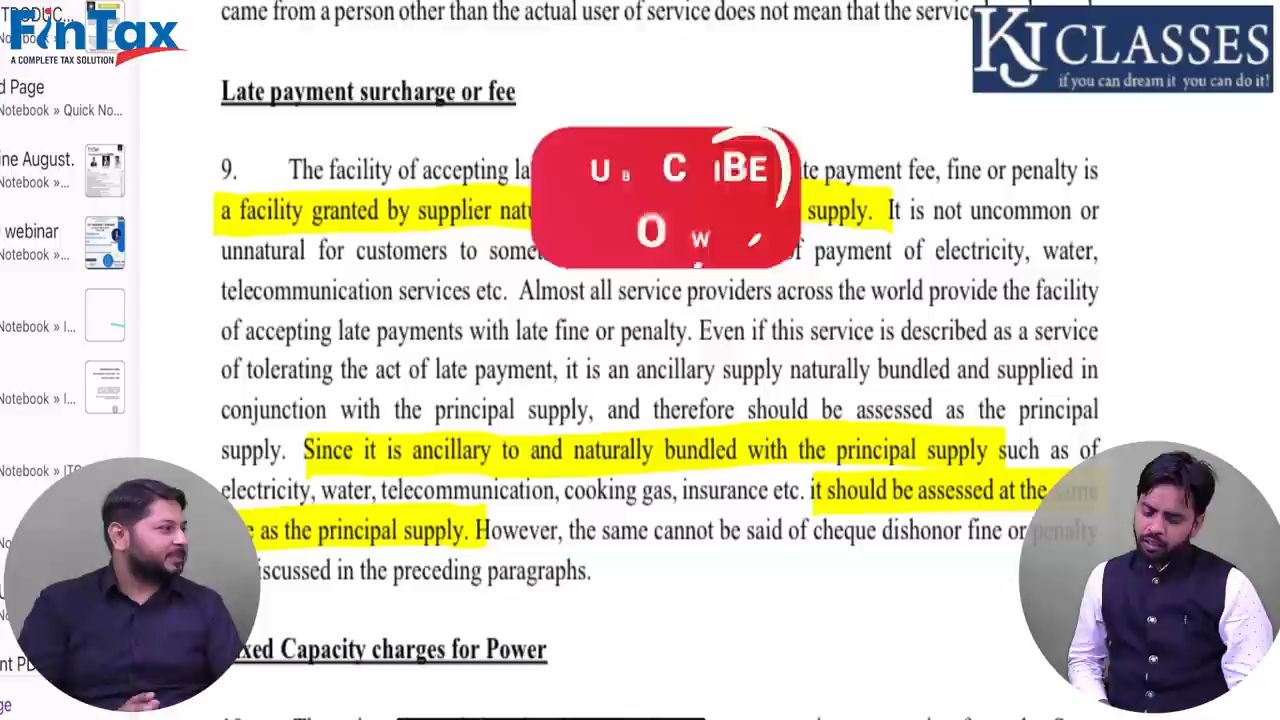 came from a person other than the actual user of service does not mean that the service
FinTax
A COMPLETE TAX SOLUTION
KJ CLASSES
if you can dream it you can do it!
d Page
Notebook » Quick No...
ine August.
Notebook »...
webinar
Notebook »...
Notebook » I...
Notebook » I...
Notebook » ITC
Late payment surcharge or fee
9. The facility of accepting la te payment fee, fine or penalty is
a facility granted by supplier natu supply. It is not uncommon or
unnatural for customers to some f payment of electricity, water,
telecommunication services etc. Almost all service providers across the world provide the facility
of accepting late payments with late fine or penalty. Even if this service is described as a service
of tolerating the act of late payment, it is an ancillary supply naturally bundled and supplied in
conjunction with the principal supply, and therefore should be assessed as the principal
supply. Since it is ancillary to and naturally bundled with the principal supply such as of
electricity, water, telecommunication, cooking gas, insurance etc. it should be assessed at the same
as the principal supply. However, the same cannot be said of cheque dishonor fine or penalty
iscussed in the preceding paragraphs.
U B C IBE
O W
ixed Capacity charges for Power